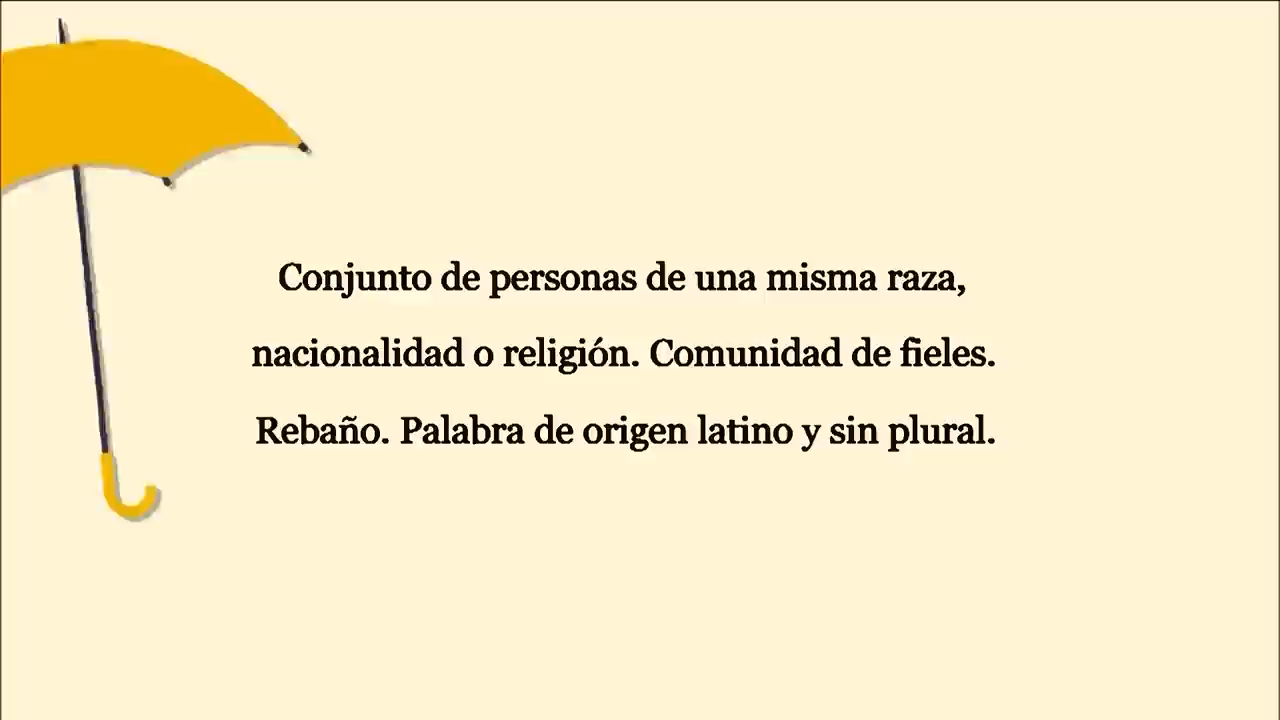 Conjunto de personas de una misma raza,
nacionalidad o religión. Comunidad de fieles.
Rebaño. Palabra de origen latino y sin plural.